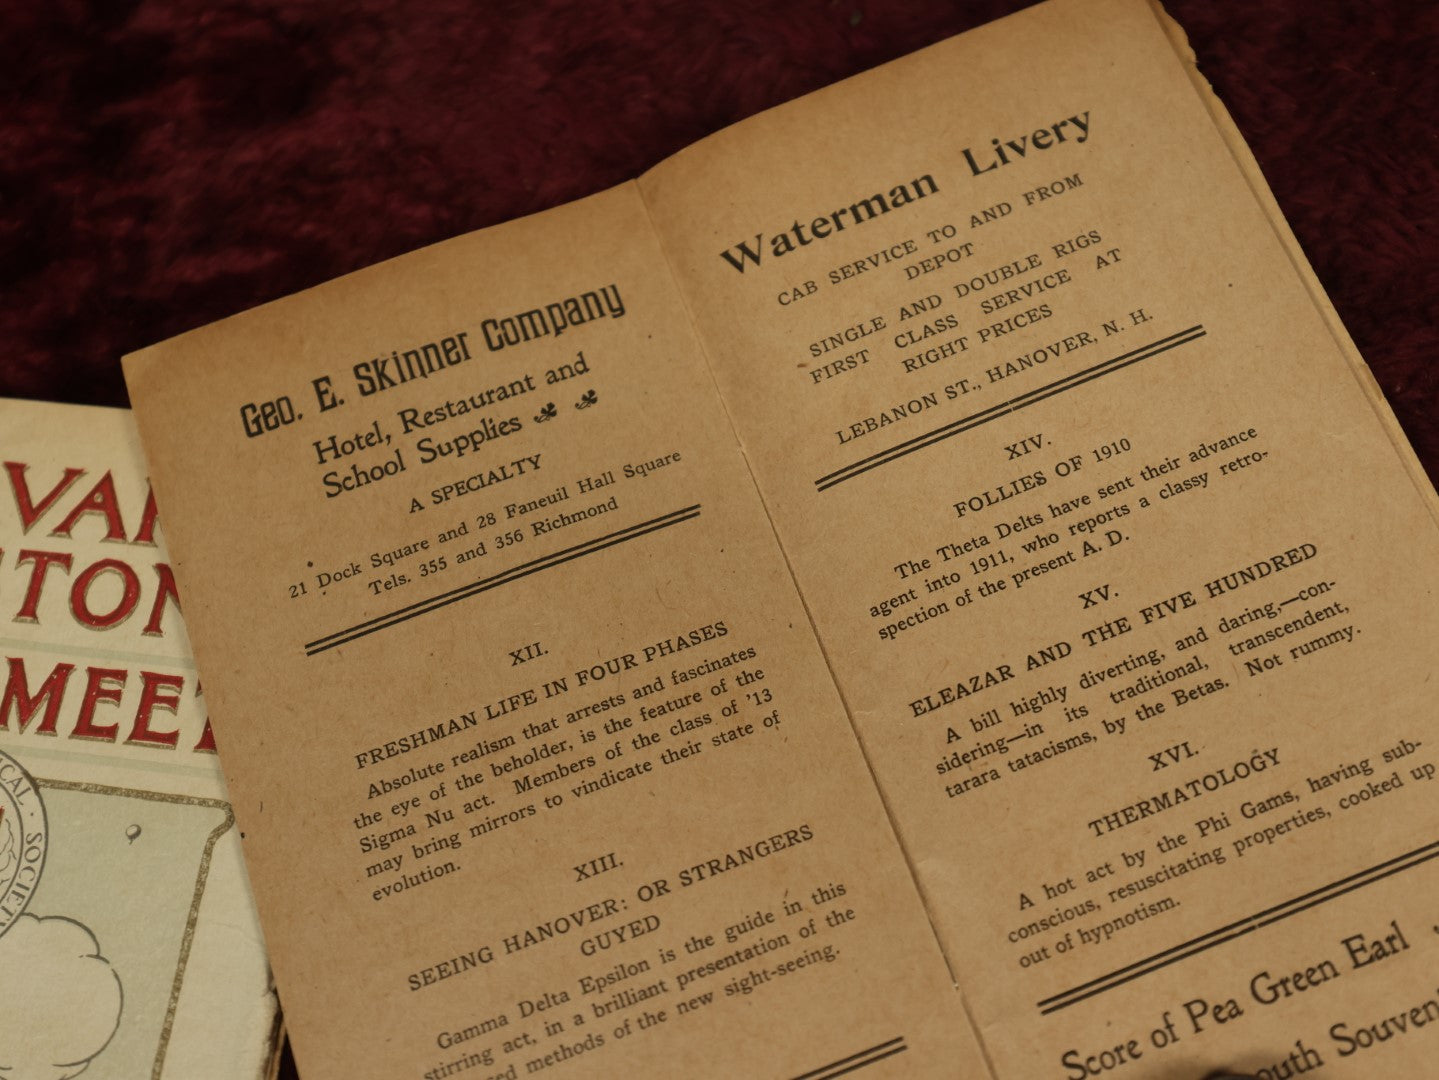 VA
TON
MEET
ICAL · SOCIETY
Geo. E. Skinner Company
Hotel, Restaurant and
School Supplies
A SPECIALTY
21 Dock Square and 28 Faneuil Hall Square
Tels. 355 and 356 Richmond
XII.
FRESHMAN LIFE IN FOUR PHASES
Absolute realism that arrests and fascinates
the eye of the beholder, is the feature of the
Sigma Nu act. Members of the class of '13
may bring mirrors to vindicate their state of
evolution.
XIII.
SEEING HANOVER: OR STRANGERS
GUYED
Gamma Delta Epsilon is the guide in this
stirring act, in a brilliant presentation of the
methods of the new sight-seeing.
Waterman Livery
CAB SERVICE TO AND FROM
DEPOT
SINGLE AND DOUBLE RIGS
FIRST CLASS SERVICE AT
RIGHT PRICES
LEBANON ST., HANOVER, N. H.
XIV.
FOLLIES OF 1910
The Theta Delts have sent their advance
agent into 1911, who reports a classy retro-
spection of the present A. D.
XV.
ELEAZAR AND THE FIVE HUNDRED
A bill highly diverting, and daring,—con-
sidering—in its traditional, transcendent,
tarara tatacisms, by the Betas. Not rummy.
XVI.
THERMATOLOGY
A hot act by the Phi Gams, having sub-
conscious, resuscitating properties, cooked up
out of hypnotism.
Score of Pea Green Earl
outh Souveni